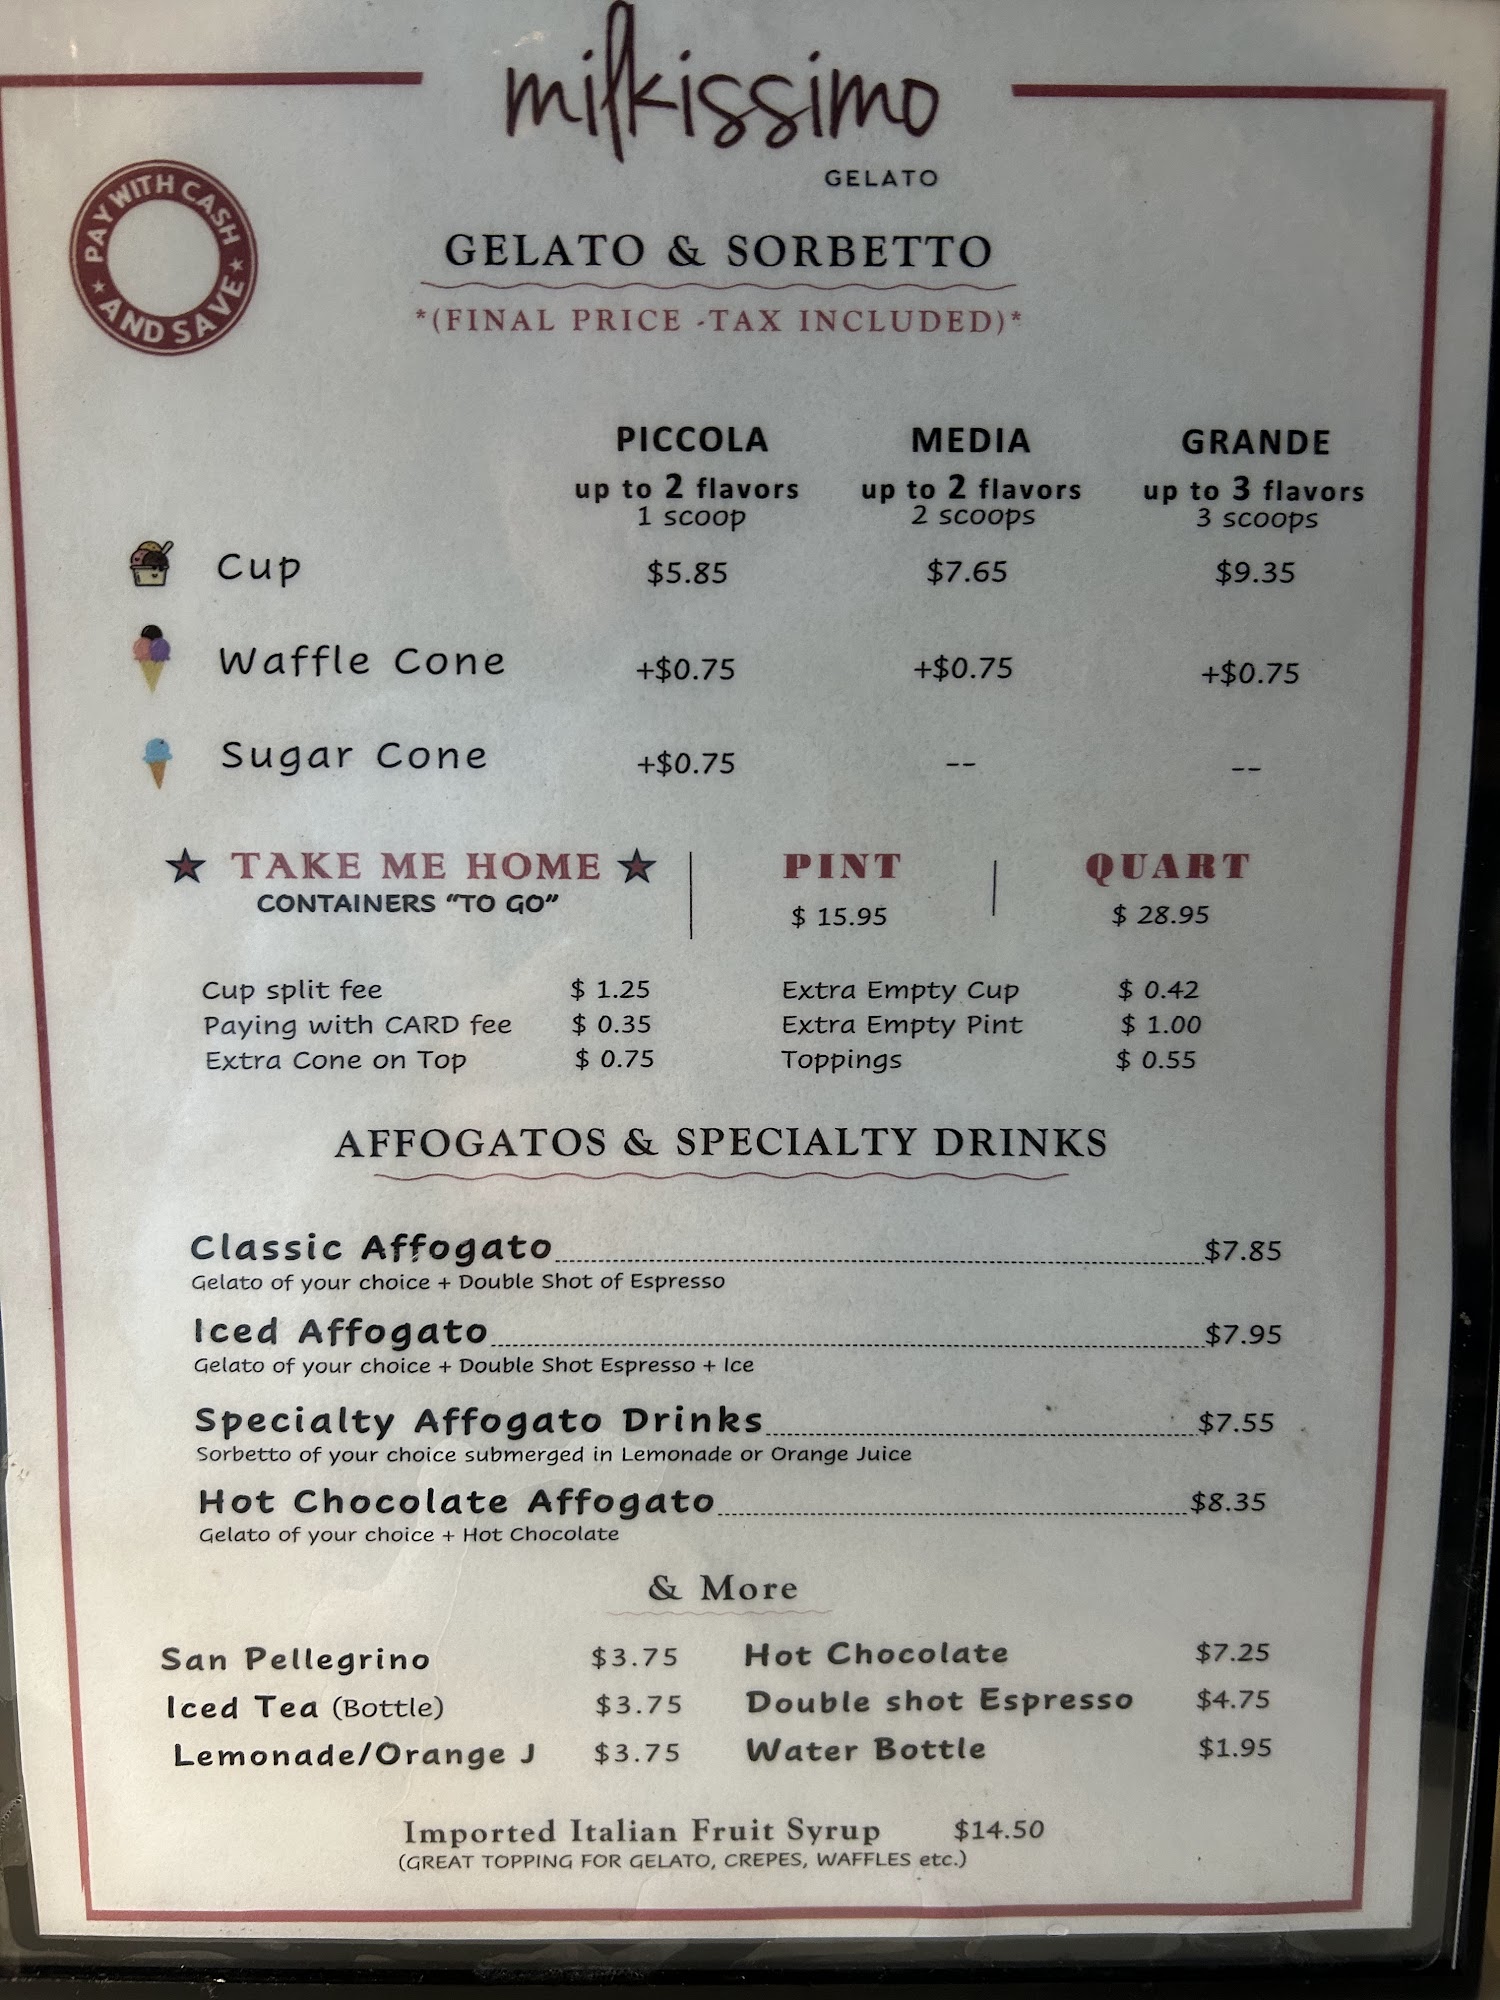 milkissimo
GELATO
PAY WITH CASH
★ AND SAVE ★
GELATO & SORBETTO
*(FINAL PRICE -TAX INCLUDED)*
PICCOLA MEDIA GRANDE
up to 2 flavors up to 2 flavors up to 3 flavors
1 scoop 2 scoops 3 scoops
Cup $5.85 $7.65 $9.35
Waffle Cone +$0.75 +$0.75 +$0.75
Sugar Cone +$0.75 -- --
★ TAKE ME HOME ★ PINT QUART
CONTAINERS "TO GO" $ 15.95 $ 28.95
Cup split fee $ 1.25 Extra Empty Cup $ 0.42
Paying with CARD fee $ 0.35 Extra Empty Pint $ 1.00
Extra Cone on Top $ 0.75 Toppings $ 0.55
AFFOGATOS & SPECIALTY DRINKS
Classic Affogato $7.85
Gelato of your choice + Double Shot of Espresso
Iced Affogato $7.95
Gelato of your choice + Double Shot Espresso + Ice
Specialty Affogato Drinks $7.55
Sorbetto of your choice submerged in Lemonade or Orange Juice
Hot Chocolate Affogato $8.35
Gelato of your choice + Hot Chocolate
& More
San Pellegrino $3.75 Hot Chocolate $7.25
Iced Tea (Bottle) $3.75 Double shot Espresso $4.75
Lemonade/Orange J $3.75 Water Bottle $1.95
Imported Italian Fruit Syrup $14.50
(GREAT TOPPING FOR GELATO, CREPES, WAFFLES etc.)